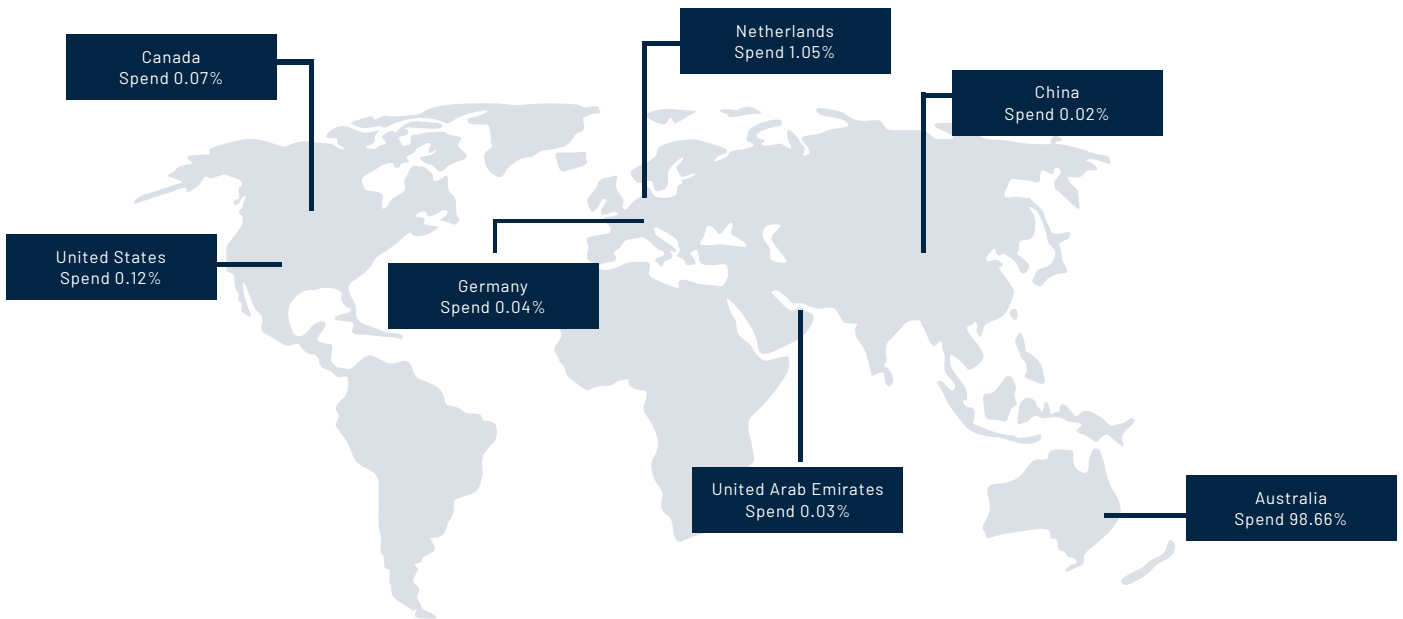 Netherlands
Spend 1.05%
Canada
Spend 0.07%
China
Spend 0.02%
United States
Spend 0.12%
Germany
Spend 0.04%
United Arab Emirates
Spend 0.03%
Australia
Spend 98.66%